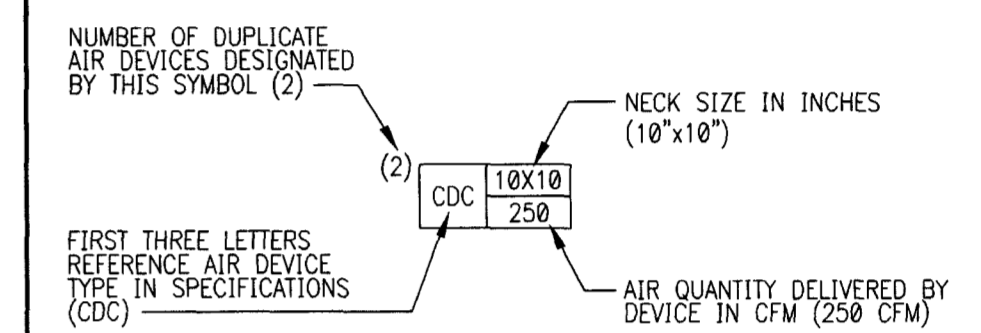 NUMBER OF DUPLICATE
AIR DEVICES DESIGNATED
BY THIS SYMBOL (2)
NECK SIZE IN INCHES
(10"x10")
(2)
CDC
10X10
250
FIRST THREE LETTERS
REFERENCE AIR DEVICE
TYPE IN SPECIFICATIONS
(CDC)
AIR QUANTITY DELIVERED BY
DEVICE IN CFM (250 CFM)